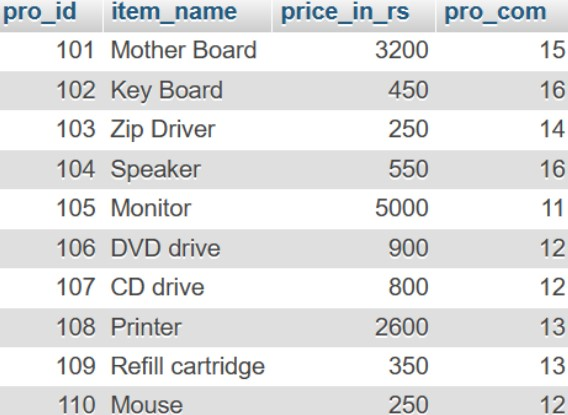 pro_id item_name price_in_rs pro_com
101 Mother Board 3200 15
102 Key Board 450 16
103 Zip Driver 250 14
104 Speaker 550 16
105 Monitor 5000 11
106 DVD drive 900 12
107 CD drive 800 12
108 Printer 2600 13
109 Refill cartridge 350 13
110 Mouse 250 12